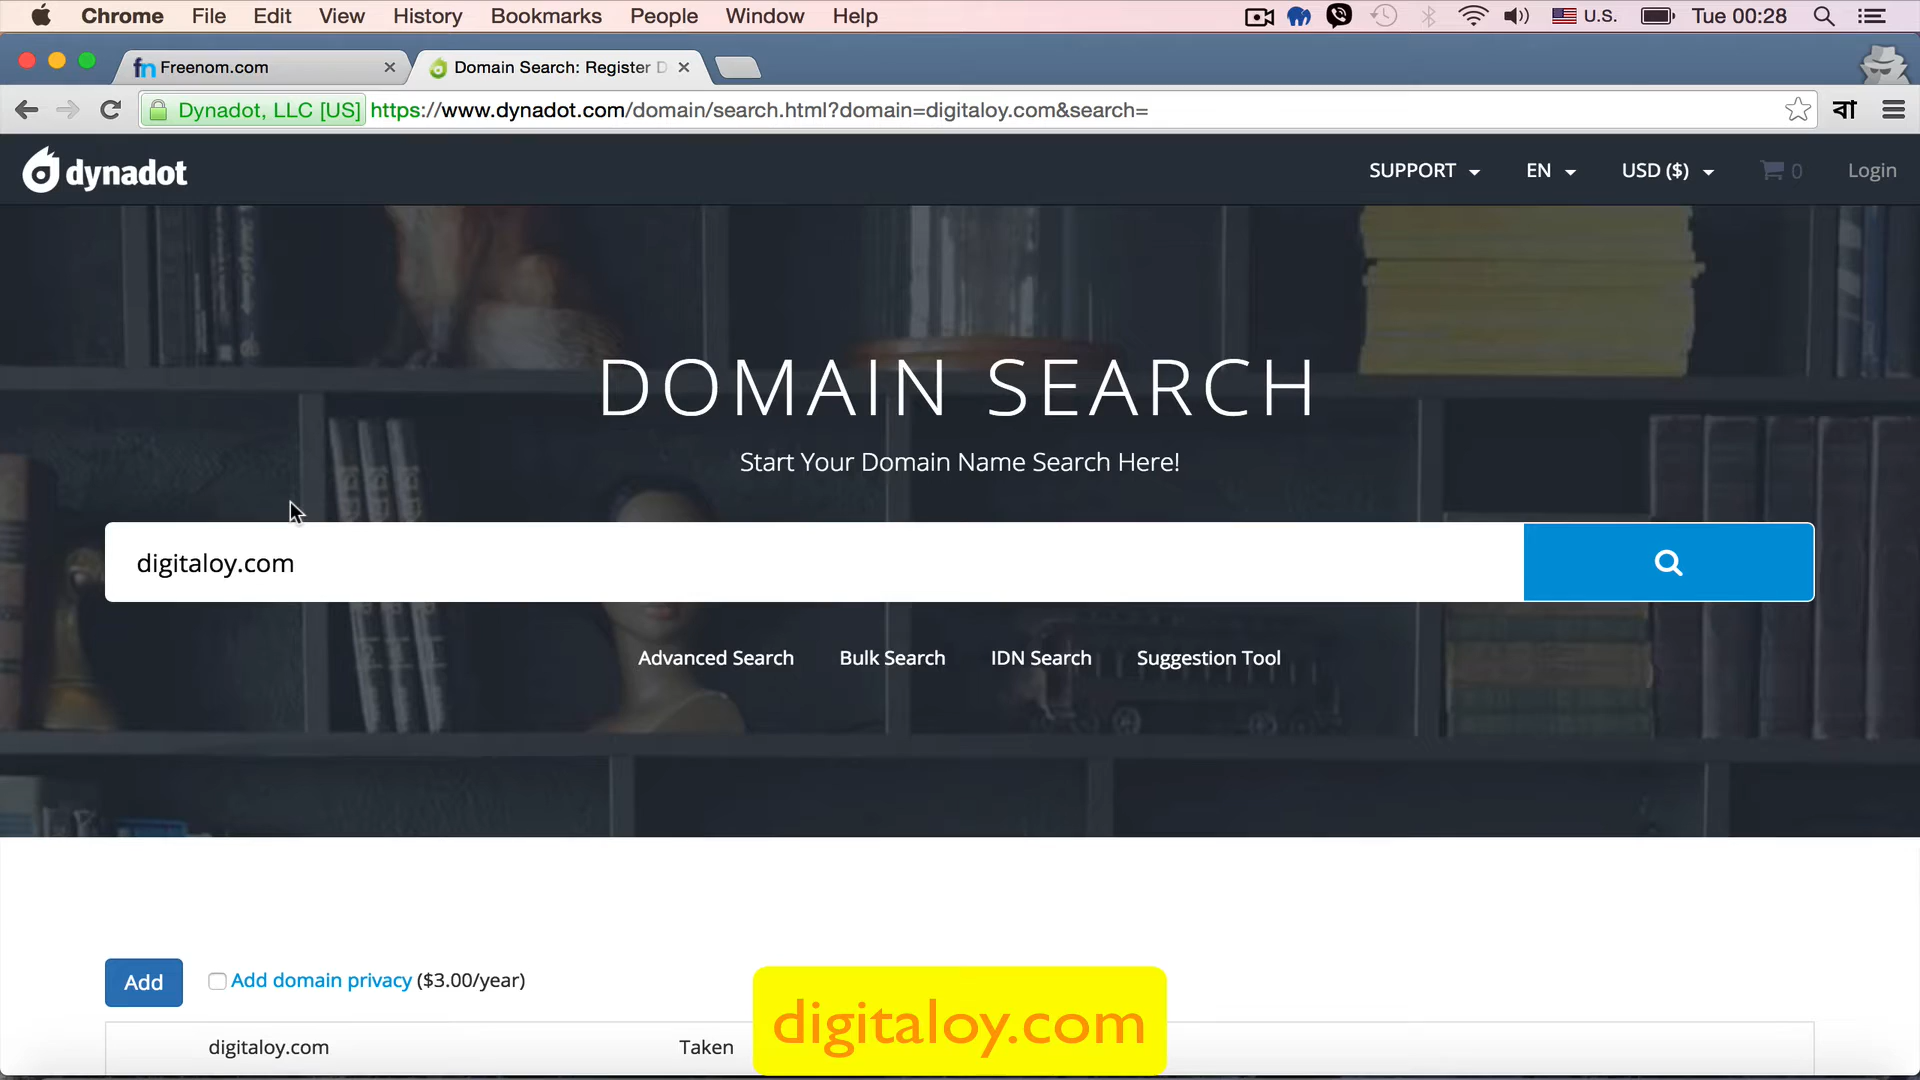 Chrome File Edit View History Bookmarks People Window Help U.S. Tue 00:28
fn Freenom.com Domain Search: Register D
Dynadot, LLC [US] https://www.dynadot.com/domain/search.html?domain=digitaloy.com&search= বা
dynadot SUPPORT EN USD ($) 0 Login
DOMAIN SEARCH
Start Your Domain Name Search Here!
digitaloy.com
Advanced Search Bulk Search IDN Search Suggestion Tool
Add Add domain privacy ($3.00/year)
digitaloy.com
digitaloy.com Taken